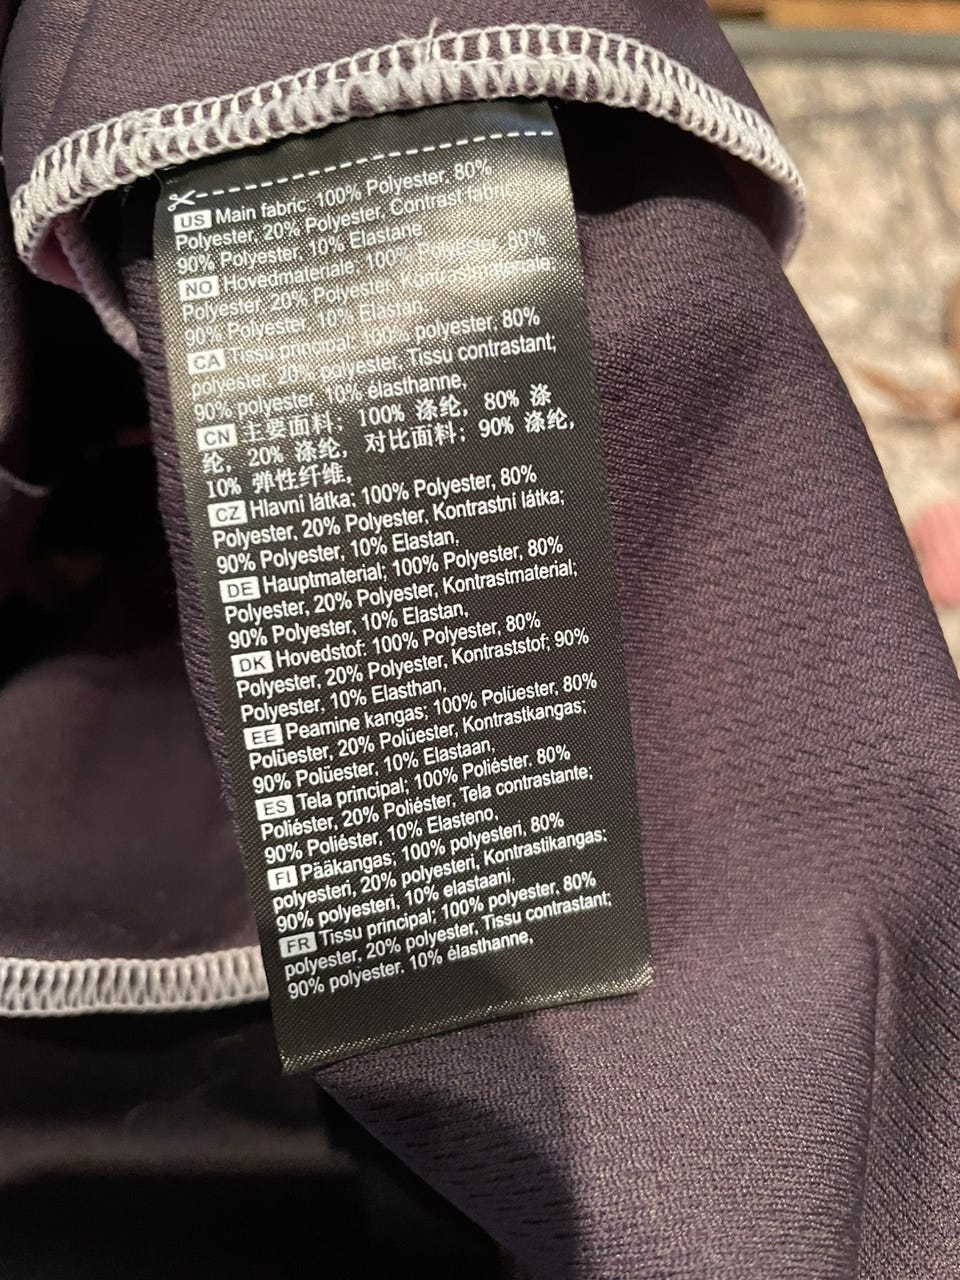 US Main fabric; 100% Polyester, 80%
Polyester, 20% Polyester, Contrast fabric;
90% Polyester, 10% Elastane,
NO Hovedmateriale; 100% Polyester, 80%
Polyester, 20% Polyester, Kontrastmateriale;
90% Polyester, 10% Elastan,
CA Tissu principal; 100% polyester, 80%
polyester, 20% polyester, Tissu contrastant;
90% polyester, 10% élasthanne,
CN 主要面料; 100% 涤纶, 80% 涤
纶, 20% 涤纶, 对比面料; 90% 涤纶,
10% 弹性纤维,
CZ Hlavní látka; 100% Polyester, 80%
Polyester, 20% Polyester, Kontrastní látka;
90% Polyester, 10% Elastan,
DE Hauptmaterial; 100% Polyester, 80%
Polyester, 20% Polyester, Kontrastmaterial;
90% Polyester, 10% Elastan,
DK Hovedstof; 100% Polyester, 80%
Polyester, 20% Polyester, Kontraststof; 90%
Polyester, 10% Elasthan,
EE Peamine kangas; 100% Polüester, 80%
Polüester, 20% Polüester, Kontrastkangas;
90% Polüester, 10% Elastaan,
ES Tela principal; 100% Poliéster, 80%
Poliéster, 20% Poliéster, Tela contrastante;
90% Poliéster, 10% Elasteno,
FI Pääkangas; 100% polyesteri, 80%
polyesteri, 20% polyesteri, Kontrastikangas;
90% polyesteri, 10% elastaani,
FR Tissu principal; 100% polyester, 80%
polyester, 20% polyester, Tissu contrastant;
90% polyester, 10% élasthanne,